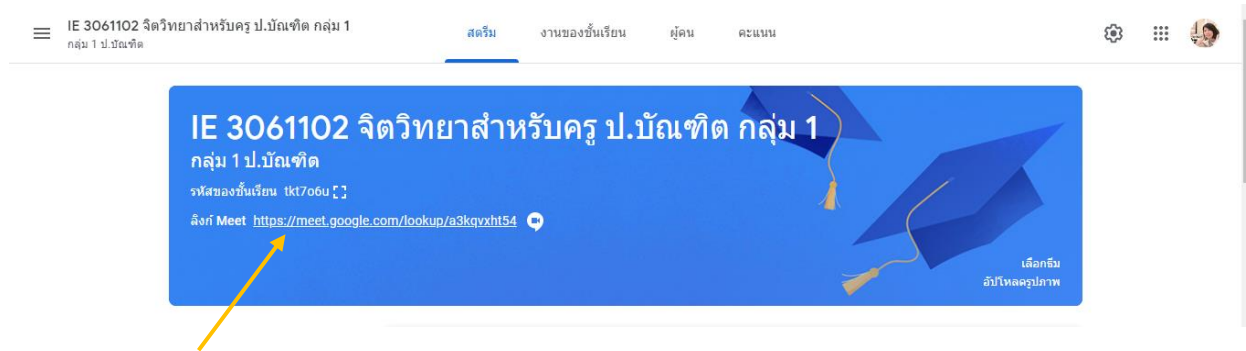 IE 3061102 จิตวิทยาสำหรับครู ป.บัณฑิต กลุ่ม 1
กลุ่ม 1 ป.บัณฑิต
สตรีม
งานของชั้นเรียน
ผู้คน
คะแนน
IE 3061102 จิตวิทยาสำหรับครู ป.บัณฑิต กลุ่ม 1
กลุ่ม 1 ป.บัณฑิต
รหัสของชั้นเรียน tkt7o6u
ลิงก์ Meet https://meet.google.com/lookup/a3kqvxht54
เลือกธีม
อัปโหลดรูปภาพ